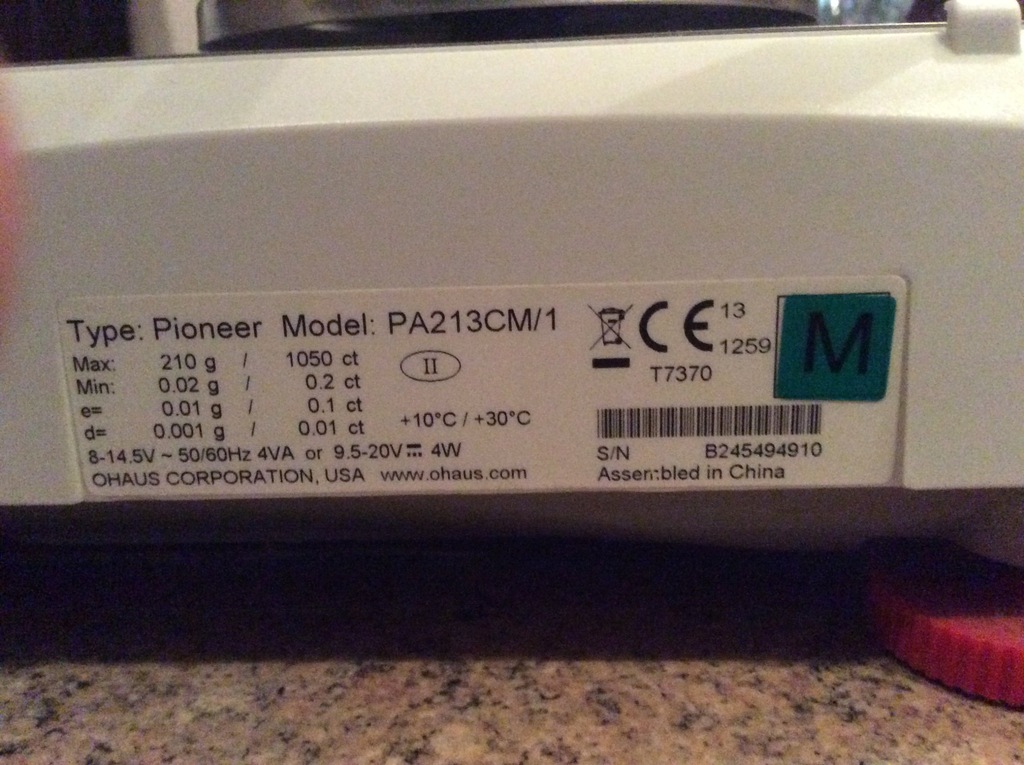 Type: Pioneer Model: PA213CM/1
Max: 210 g / 1050 ct
Min: 0.02 g / 0.2 ct
e= 0.01 g / 0.1 ct
d= 0.001 g / 0.01 ct
II
+10°C / +30°C
8-14.5V ~ 50/60Hz 4VA or 9.5-20V⎓ 4W
OHAUS CORPORATION, USA www.ohaus.com
CE 13
1259
T7370
M
S/N B245494910
Assembled in China